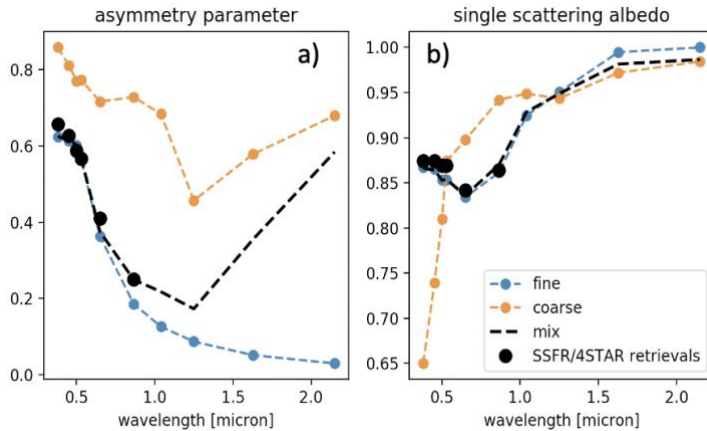 asymmetry parameter
a)
0.8
0.6
0.4
0.2
0.0
0.5
1.0
1.5
2.0
wavelength [micron]
single scattering albedo
b)
1.00
0.95
0.90
0.85
0.80
0.75
0.70
0.65
fine
coarse
mix
SSFR/4STAR retrievals
0.5
1.0
1.5
2.0
wavelength [micron]